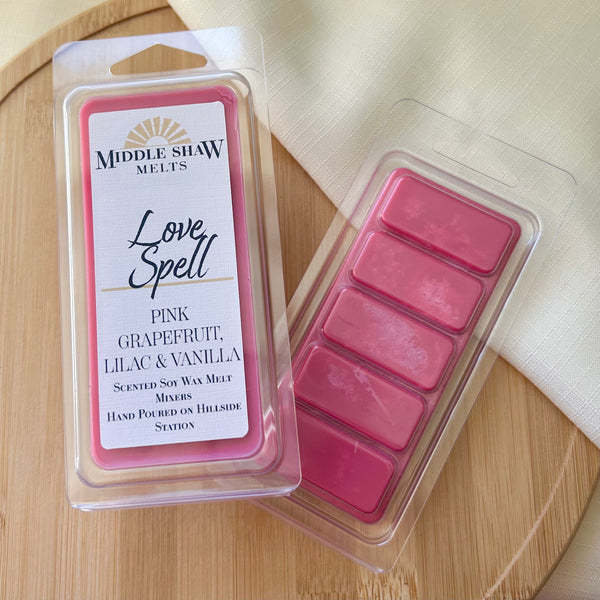 Middle Shaw
Melts
Love
Spell
Pink
Grapefruit,
Lilac & Vanilla
Scented Soy Wax Melt
Mixers
Hand Poured on Hillside
Station